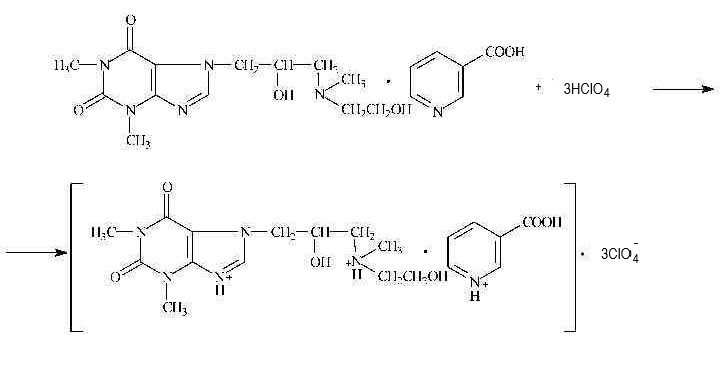 O
H₃C N N CH₂ CH CH₂ COOH
O N N OH N CH₃ · N + 3HClO₄
CH₃ CH₂CH₂OH
O
H₃C N N CH₂ CH CH₂ COOH
O N N + H OH +N H CH₃ · N + H · 3ClO₄⁻
CH₃ CH₂CH₂OH